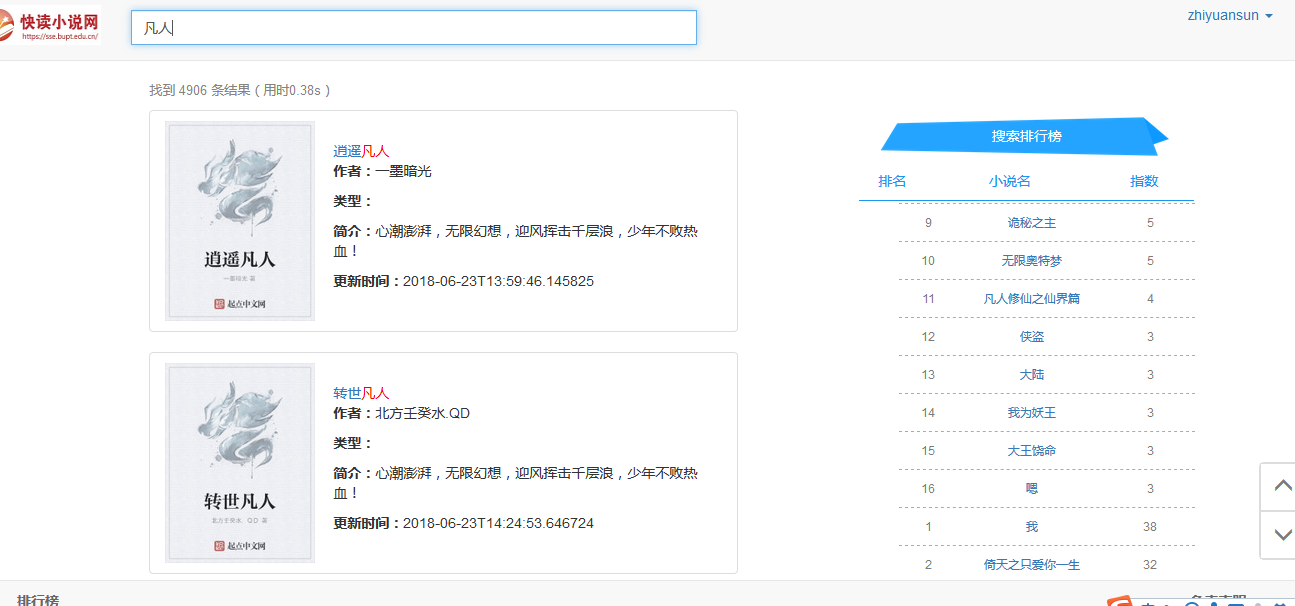 快读小说网
https://sse.bupt.edu.cn/
凡人
zhiyuansun
找到 4906 条结果（用时0.38s）
逍遥凡人
一墨暗光 著
起点中文网
逍遥凡人
作者：一墨暗光
类型：
简介：心潮澎湃，无限幻想，迎风挥击千层浪，少年不败热
血！
更新时间：2018-06-23T13:59:46.145825
转世凡人
北方壬癸水.QD 著
起点中文网
转世凡人
作者：北方壬癸水.QD
类型：
简介：心潮澎湃，无限幻想，迎风挥击千层浪，少年不败热
血！
更新时间：2018-06-23T14:24:53.646724
搜索排行榜
排名 小说名 指数
9 诡秘之主 5
10 无限奥特梦 5
11 凡人修仙之仙界篇 4
12 侠盗 3
13 大陆 3
14 我为妖王 3
15 大王饶命 3
16 嗯 3
1 我 38
2 倚天之只爱你一生 32
排行榜